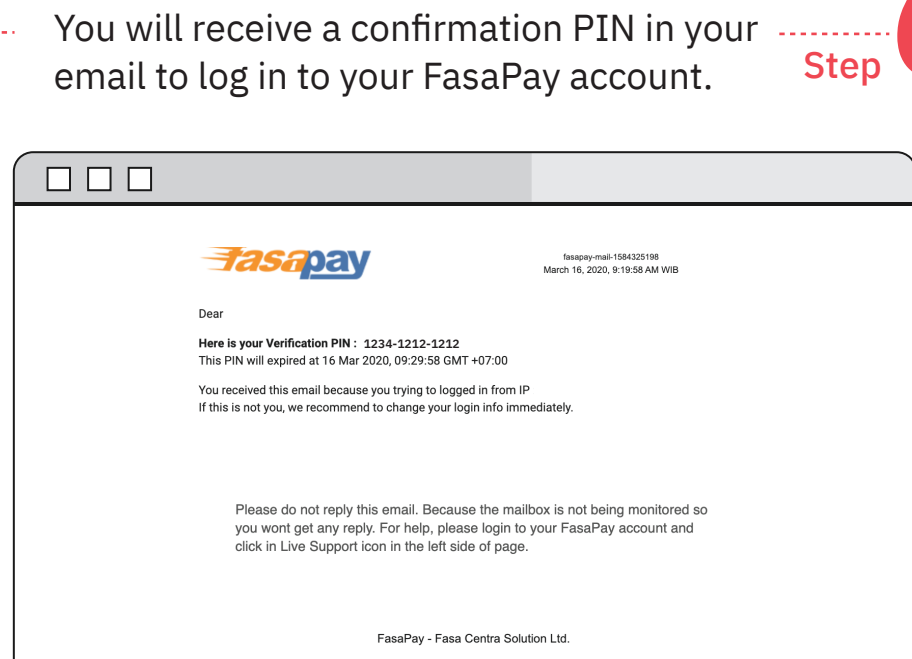 You will receive a confirmation PIN in your
email to log in to your FasaPay account.
Step
fasapay
fasapay-mail-1584325198
March 16, 2020, 9:19:58 AM WIB
Dear
Here is your Verification PIN : 1234-1212-1212
This PIN will expired at 16 Mar 2020, 09:29:58 GMT +07:00
You received this email because you trying to logged in from IP
If this is not you, we recommend to change your login info immediately.
Please do not reply this email. Because the mailbox is not being monitored so
you wont get any reply. For help, please login to your FasaPay account and
click in Live Support icon in the left side of page.
FasaPay - Fasa Centra Solution Ltd.